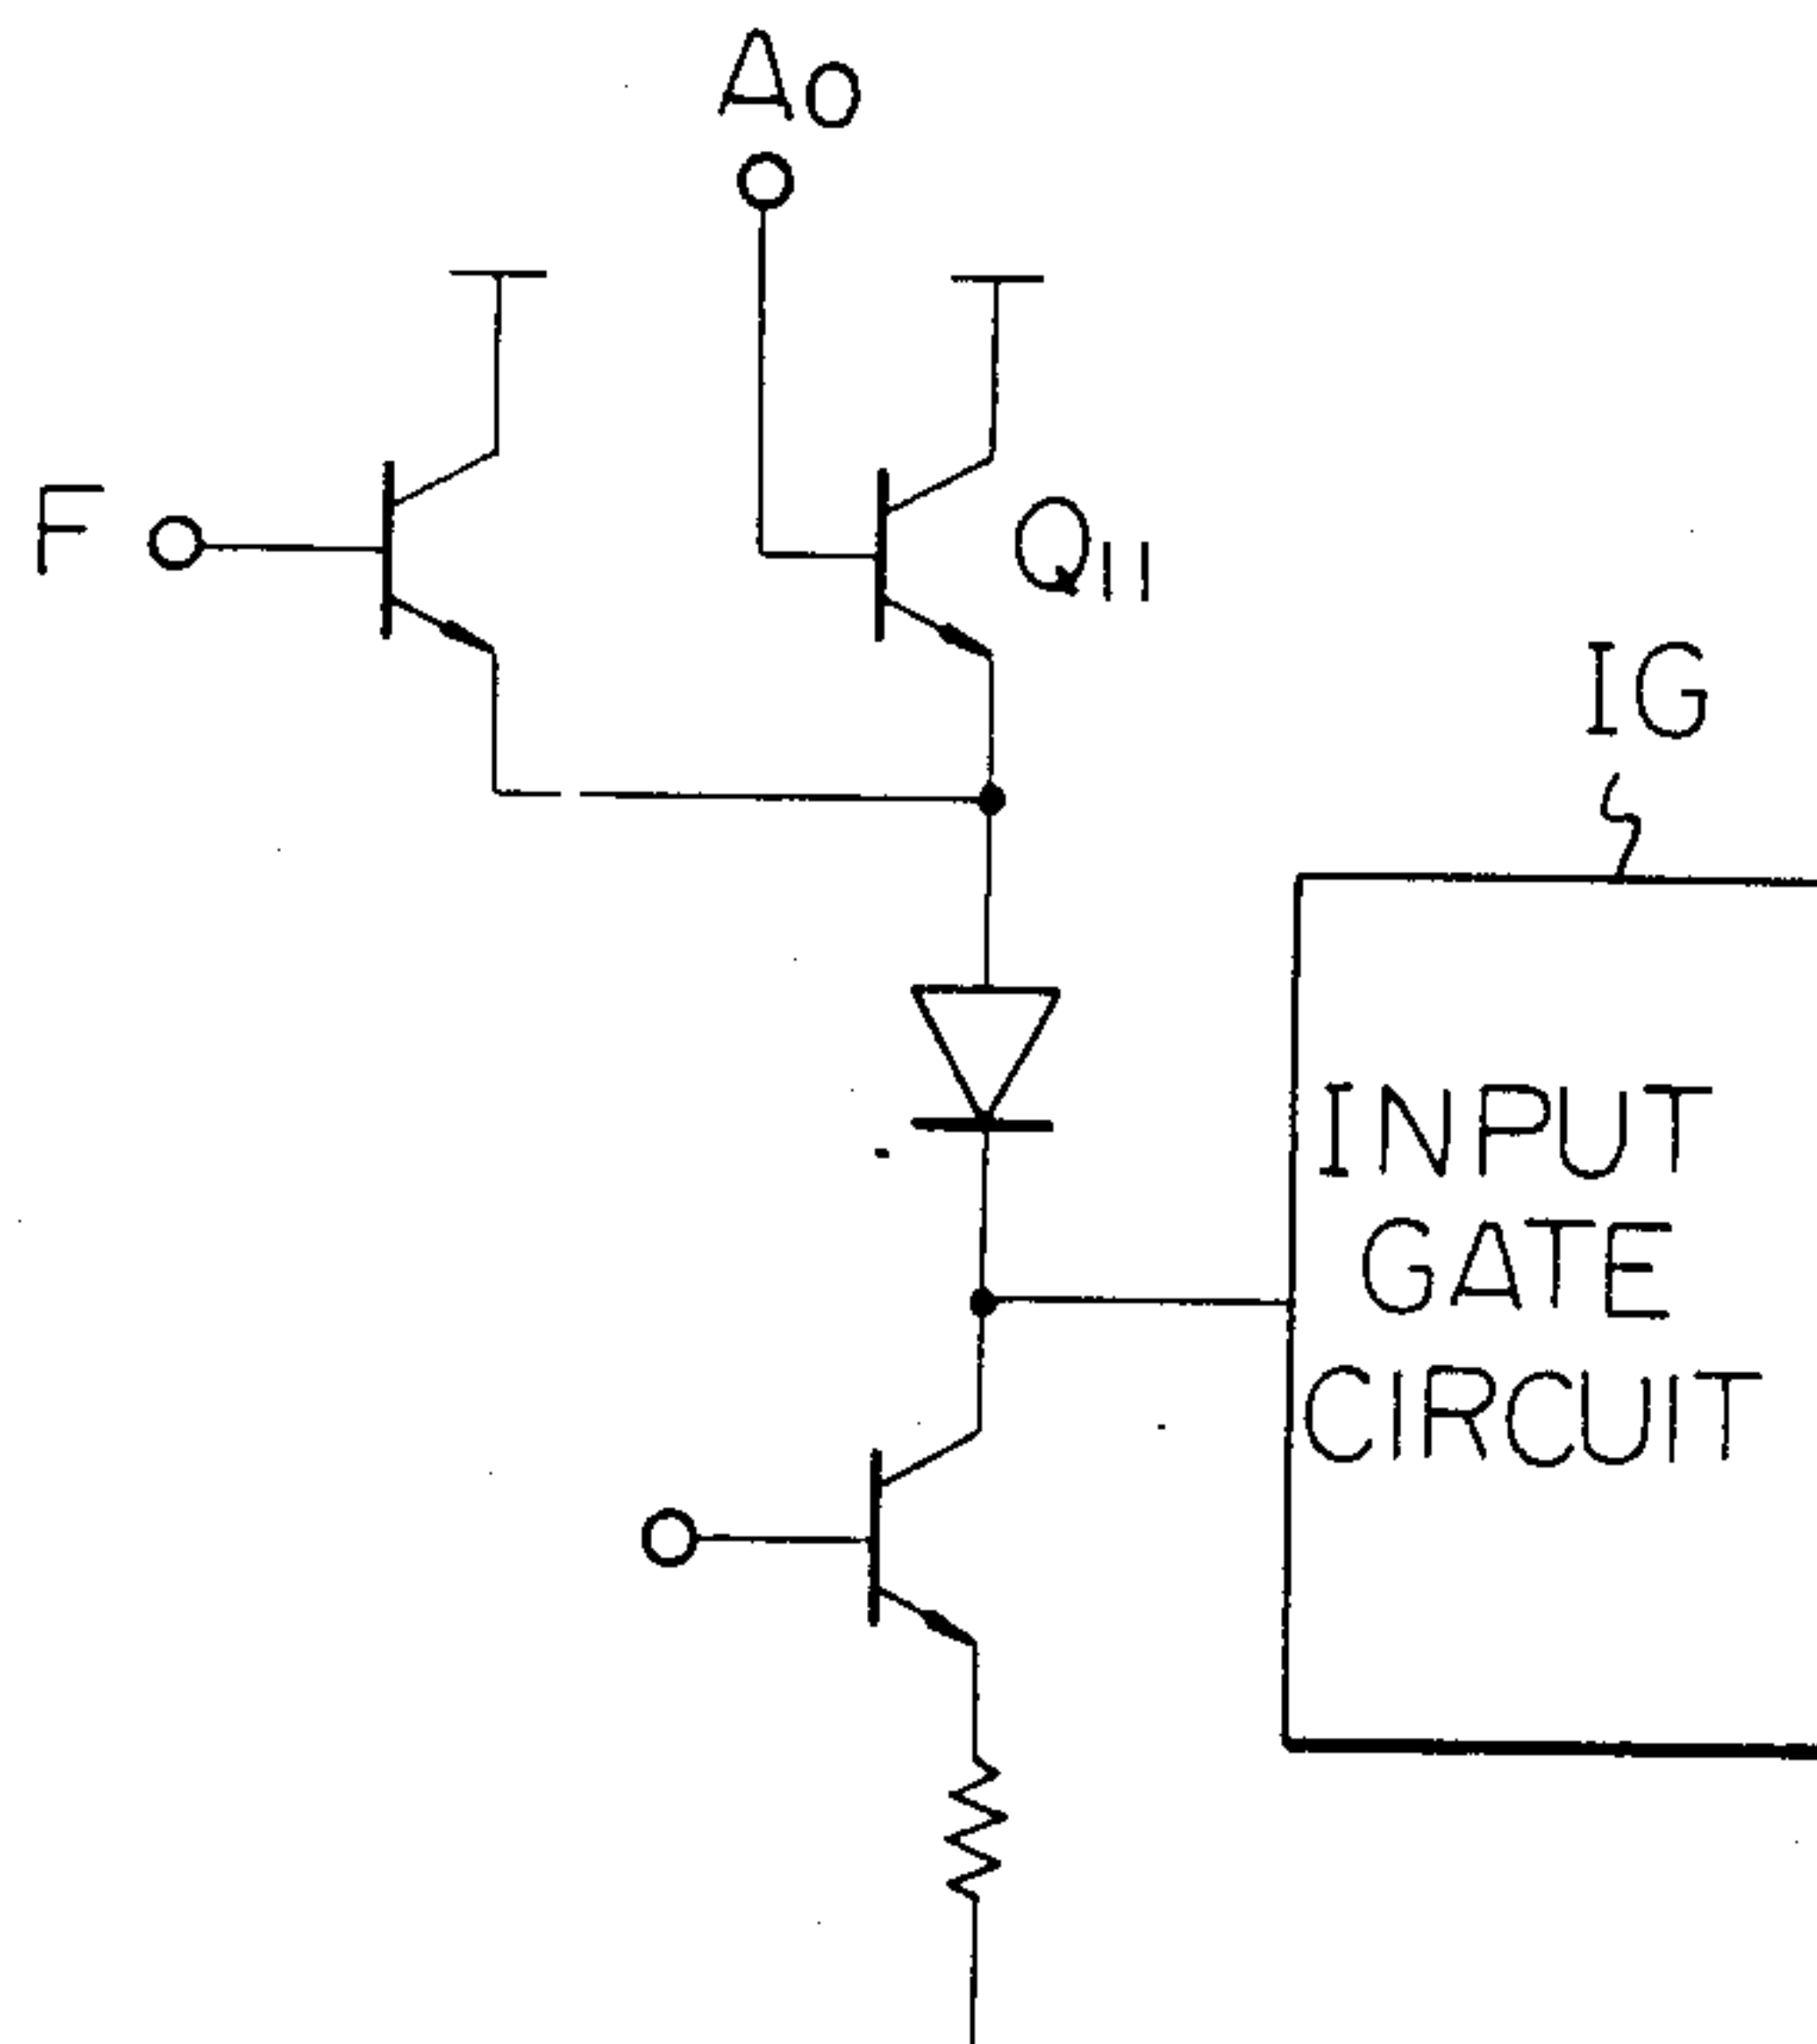 A0
F
Q11
IG
INPUT
GATE
CIRCUIT